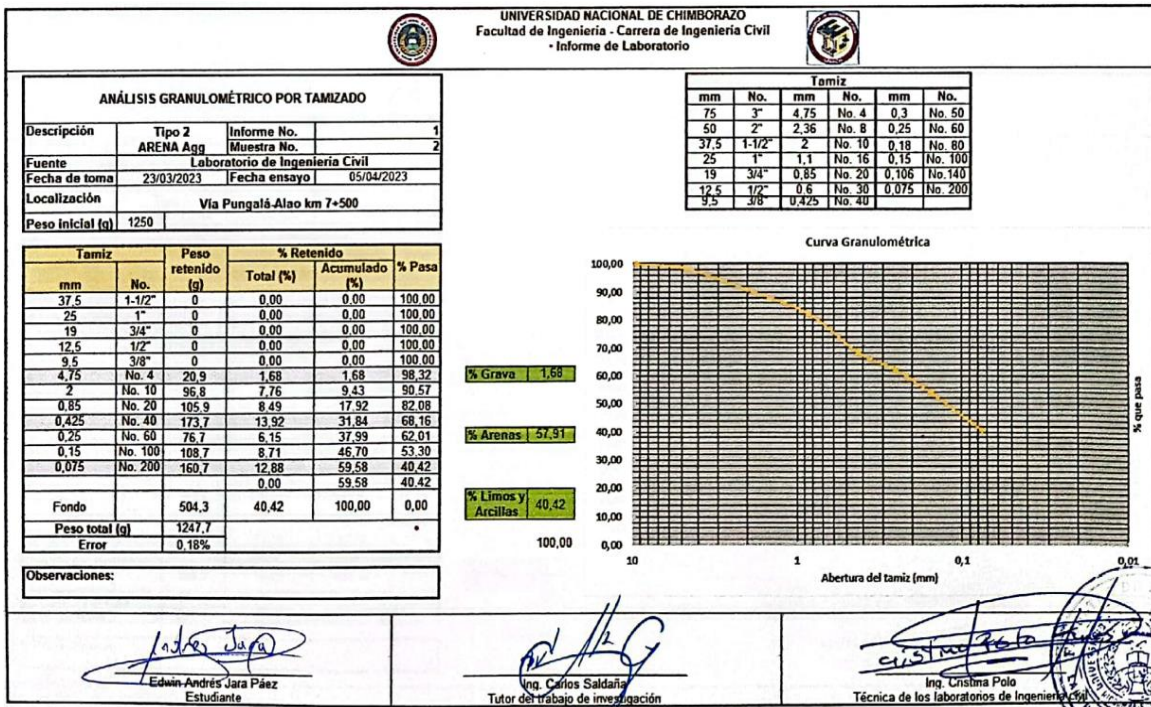 UNIVERSIDAD NACIONAL DE CHIMBORAZO
Facultad de Ingeniería - Carrera de Ingeniería Civil
· Informe de Laboratorio
ANÁLISIS GRANULOMÉTRICO POR TAMIZADO
Descripción Tipo 2 Informe No. 1
ARENA Agg Muestra No. 2
Fuente Laboratorio de Ingeniería Civil
Fecha de toma 23/03/2023 Fecha ensayo 05/04/2023
Localización Vía Pungalá-Alao km 7+500
Peso inicial (g) 1250
Tamiz
mm No. mm No. mm No.
75 3" 4,75 No. 4 0,3 No. 50
50 2" 2,36 No. 8 0,25 No. 60
37,5 1-1/2" 2 No. 10 0,18 No. 80
25 1" 1,1 No. 16 0,15 No. 100
19 3/4" 0,85 No. 20 0,106 No.140
12,5 1/2" 0,6 No. 30 0,075 No. 200
9,5 3/8" 0,425 No. 40
Tamiz Peso retenido (g) % Retenido % Pasa
mm No. Total (%) Acumulado (%)
37,5 1-1/2" 0 0,00 0,00 100,00
25 1" 0 0,00 0,00 100,00
19 3/4" 0 0,00 0,00 100,00
12,5 1/2" 0 0,00 0,00 100,00
9,5 3/8" 0 0,00 0,00 100,00
4,75 No. 4 20,9 1,68 1,68 98,32
2 No. 10 96,8 7,76 9,43 90,57
0,85 No. 20 105,9 8,49 17,92 82,08
0,425 No. 40 173,7 13,92 31,84 68,16
0,25 No. 60 76,7 6,15 37,99 62,01
0,15 No. 100 108,7 8,71 46,70 53,30
0,075 No. 200 160,7 12,88 59,58 40,42
0,00 59,58 40,42
Fondo 504,3 40,42 100,00 0,00
Peso total (g) 1247,7
Error 0,18%
% Grava 1,68
% Arenas 57,91
% Limos y Arcillas 40,42
100,00
Curva Granulométrica
100,00
90,00
80,00
70,00
60,00
50,00
40,00
30,00
20,00
10,00
0,00
10 1 0,1 0,01
Abertura del tamiz (mm)
% que pasa
Observaciones:
Edwin Andrés Jara Páez
Estudiante
Ing. Carlos Saldaña
Tutor del trabajo de investigación
Ing. Cristina Polo
Técnica de los laboratorios de Ingeniería Civil